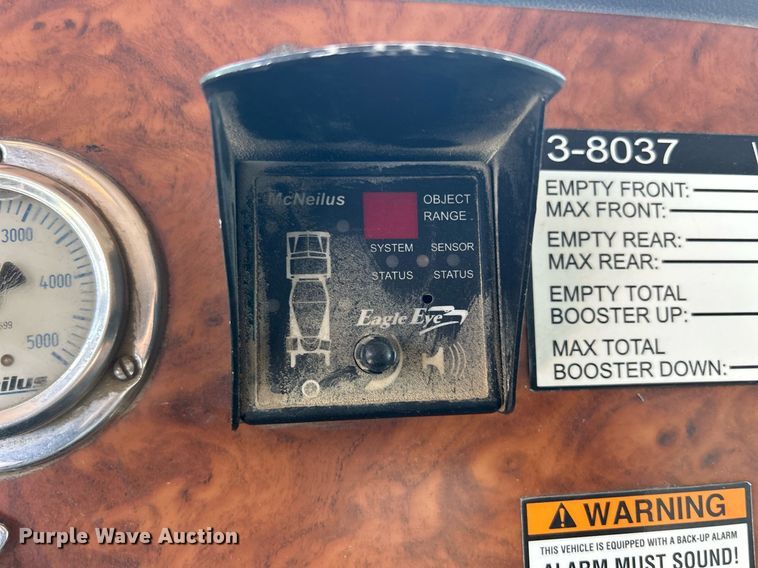 3000
4000
5000
neilus
McNeilus
OBJECT
RANGE
SYSTEM
STATUS
SENSOR
STATUS
Eagle Eye
3-8037
EMPTY FRONT:
MAX FRONT:
EMPTY REAR:
MAX REAR:
EMPTY TOTAL
BOOSTER UP:
MAX TOTAL
BOOSTER DOWN:
WARNING
THIS VEHICLE IS EQUIPPED WITH A BACK-UP ALARM
ALARM MUST SOUND!
Purple Wave Auction